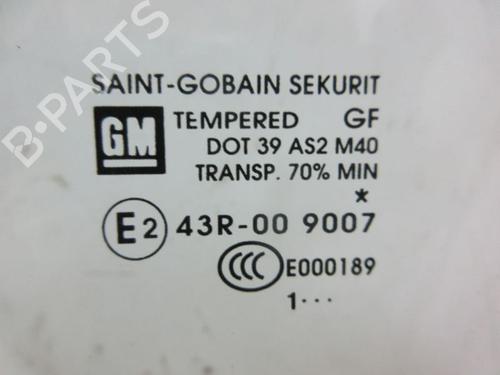 B-PARTS
SAINT-GOBAIN SEKURIT
GM TEMPERED GF
DOT 39 AS2 M40
TRANSP. 70% MIN
*
E2 43R-00 9007
CCC E000189
1···